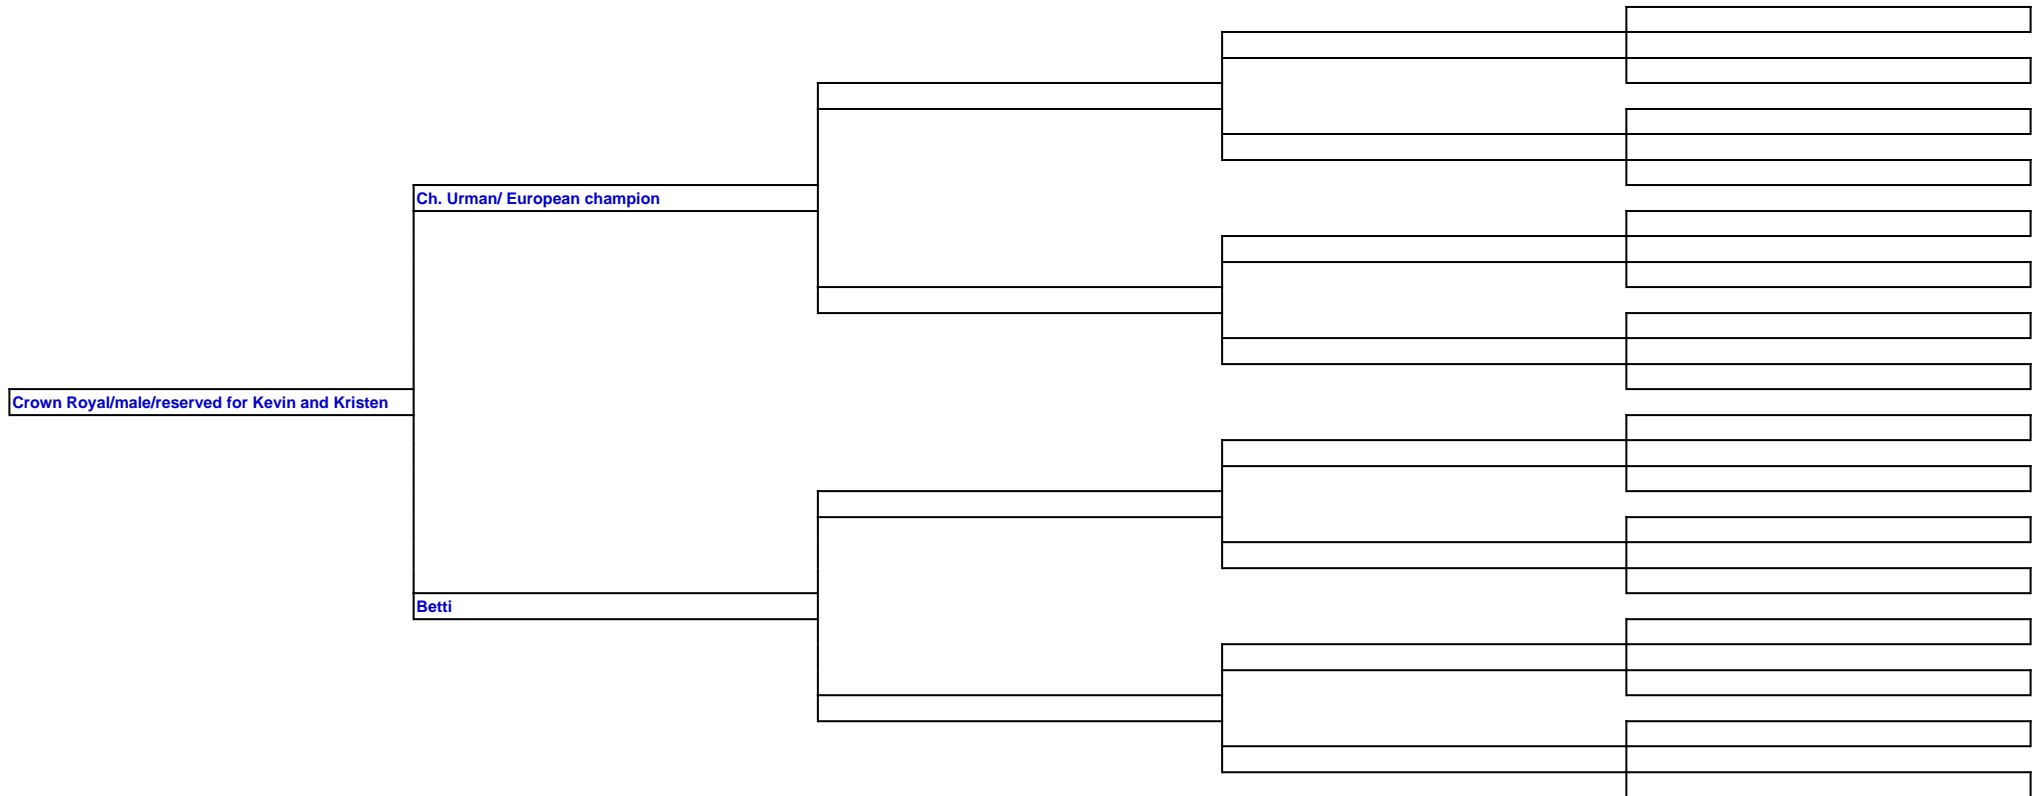 Ch. Urman/ European champion
Crown Royal/male/reserved for Kevin and Kristen
Betti